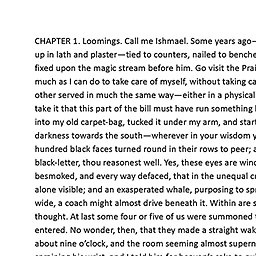 CHAPTER 1. Loomings. Call me Ishmael. Some years ago—
up in lath and plaster—tied to counters, nailed to benche
fixed upon the magic stream before him. Go visit the Prai
much as I can do to take care of myself, without taking ca
other served in much the same way—either in a physical
take it that this part of the bill must have run something l
into my old carpet-bag, tucked it under my arm, and start
darkness towards the south—wherever in your wisdom y
hundred black faces turned round in their rows to peer; a
black-letter, thou reasonest well. Yes, these eyes are winc
besmoked, and every way defaced, that in the unequal c
alone visible; and an exasperated whale, purposing to sp
wide, a coach might almost drive beneath it. Within are s
thought. At last some four or five of us were summoned t
entered. No wonder, then, that they made a straight wak
about nine o'clock, and the room seeming almost supern